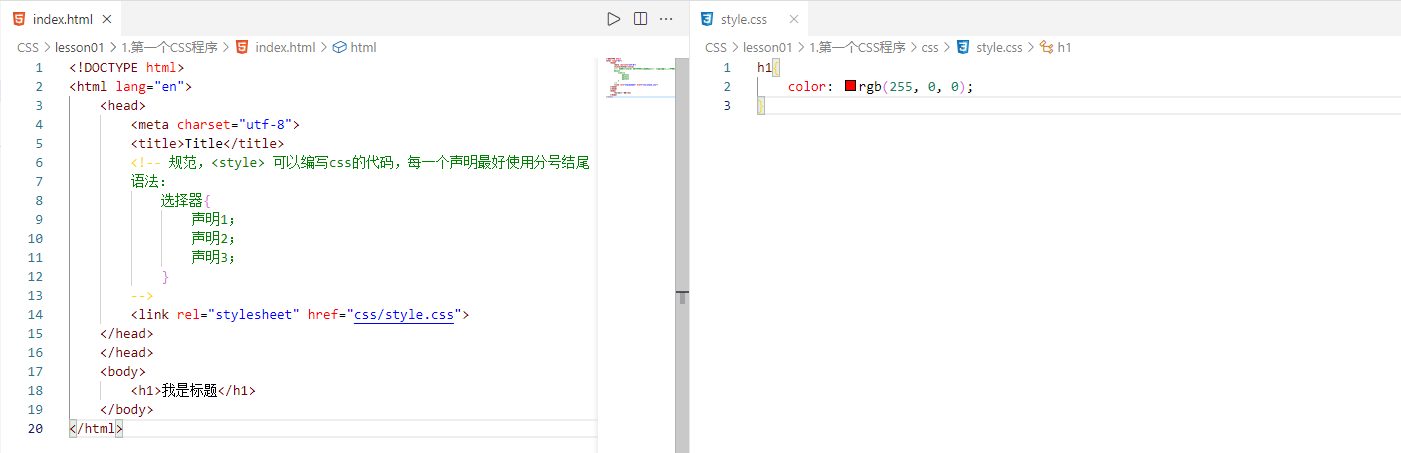 index.html
CSS > lesson01 > 1.第一个CSS程序 > index.html > html
1 <!DOCTYPE html>
2 <html lang="en">
3 <head>
4 <meta charset="utf-8">
5 <title>Title</title>
6 <!-- 规范，<style> 可以编写css的代码，每一个声明最好使用分号结尾
7 语法：
8 选择器{
9 声明1；
10 声明2；
11 声明3；
12 }
13 -->
14 <link rel="stylesheet" href="css/style.css">
15 </head>
16 </head>
17 <body>
18 <h1>我是标题</h1>
19 </body>
20 </html>
style.css
CSS > lesson01 > 1.第一个CSS程序 > css > style.css > h1
1 h1{
2 color: rgb(255, 0, 0);
3 }